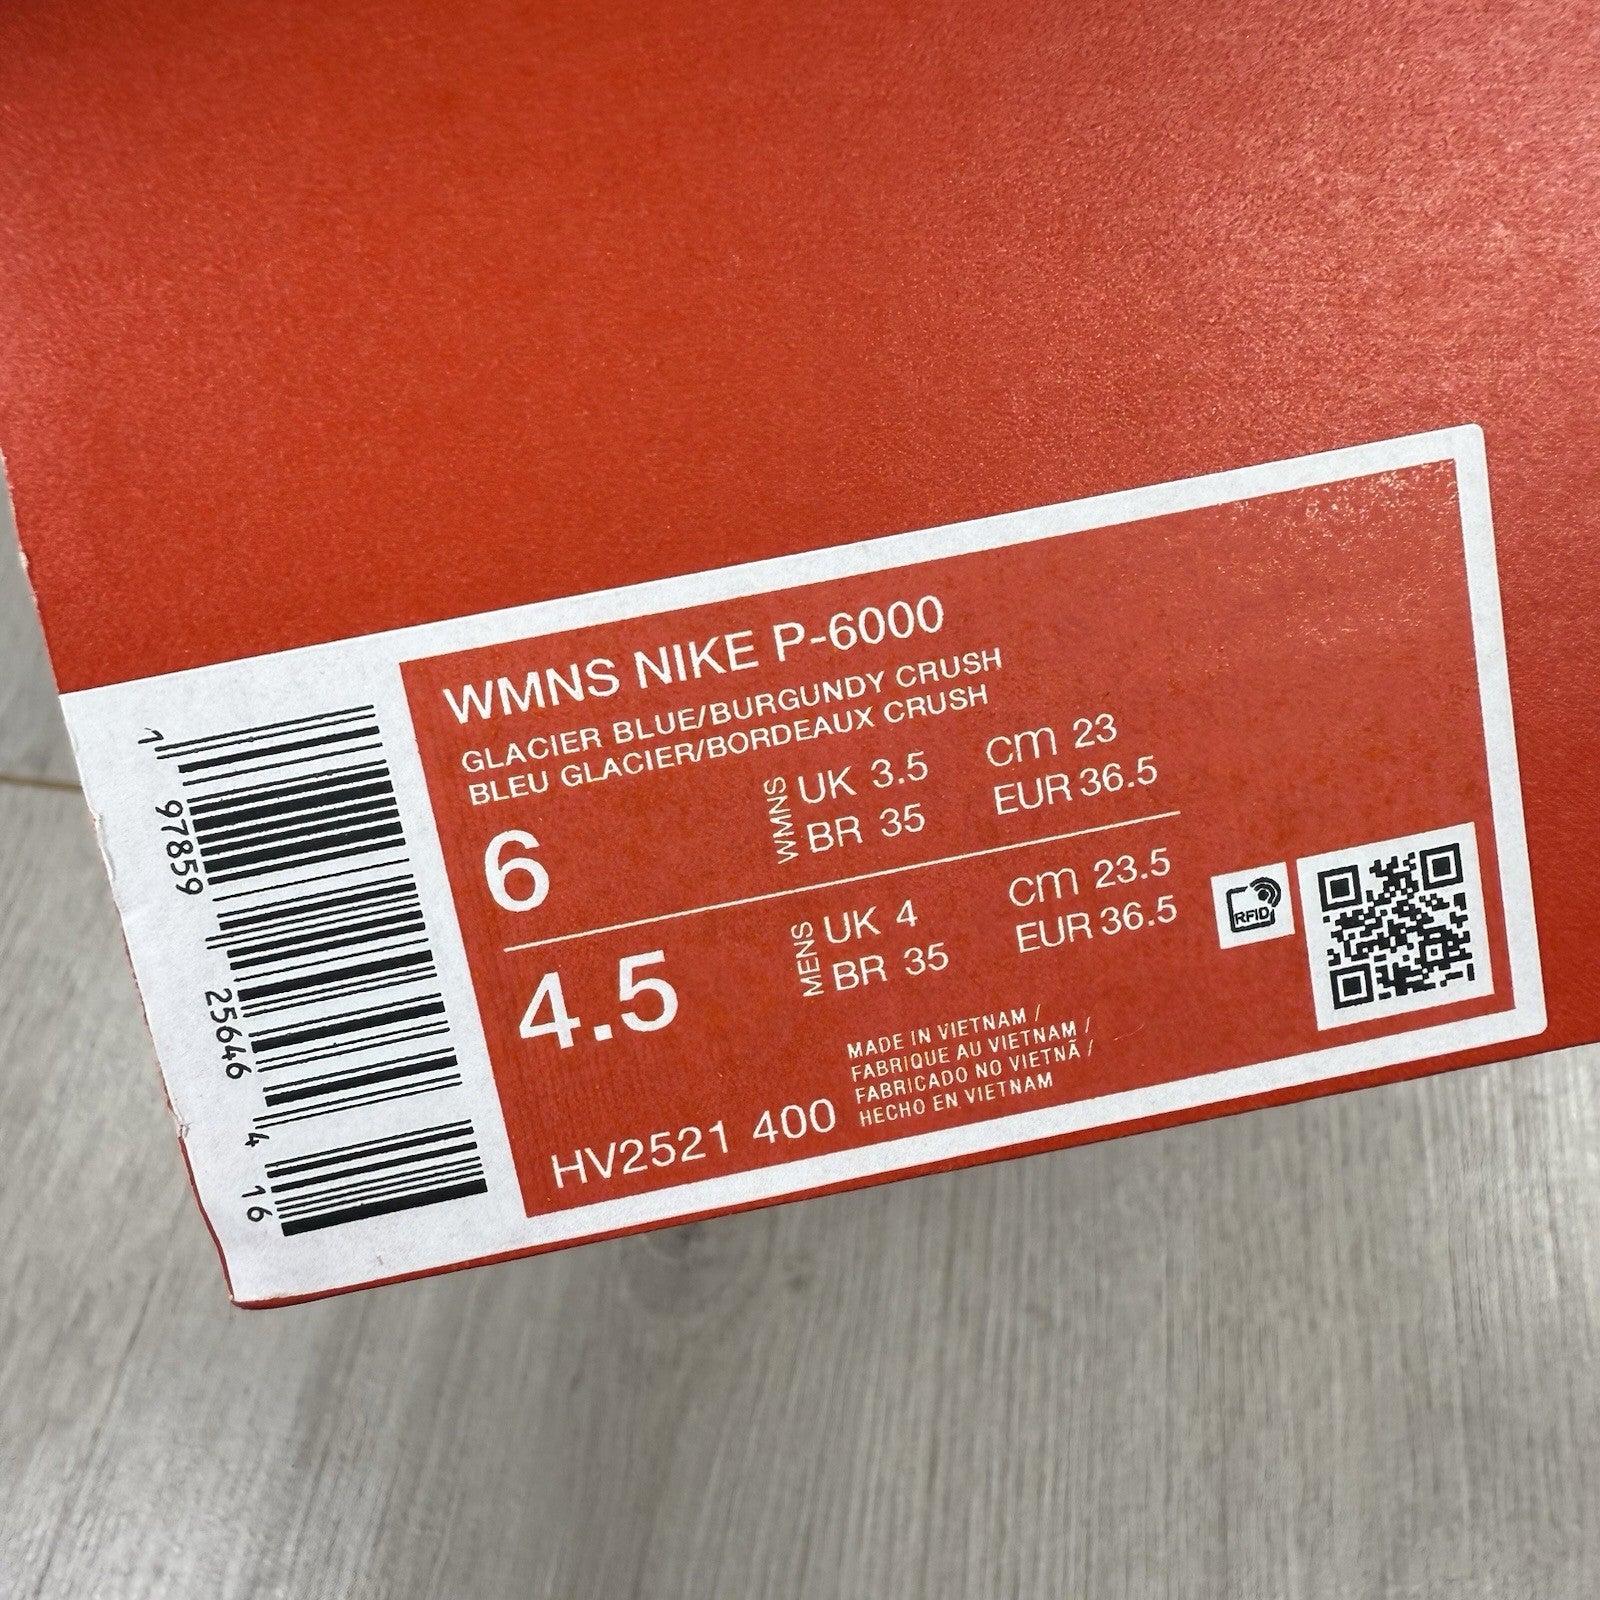 WMNS NIKE P-6000
GLACIER BLUE/BURGUNDY CRUSH
BLEU GLACIER/BORDEAUX CRUSH
6
WMNS
UK 3.5 cm 23
BR 35 EUR 36.5
4.5
MENS
UK 4 cm 23.5
BR 35 EUR 36.5
RFID
HV2521 400
MADE IN VIETNAM /
FABRIQUE AU VIETNAM /
FABRICADO NO VIETNÃ /
HECHO EN VIETNAM
1 97859 25646 4 16